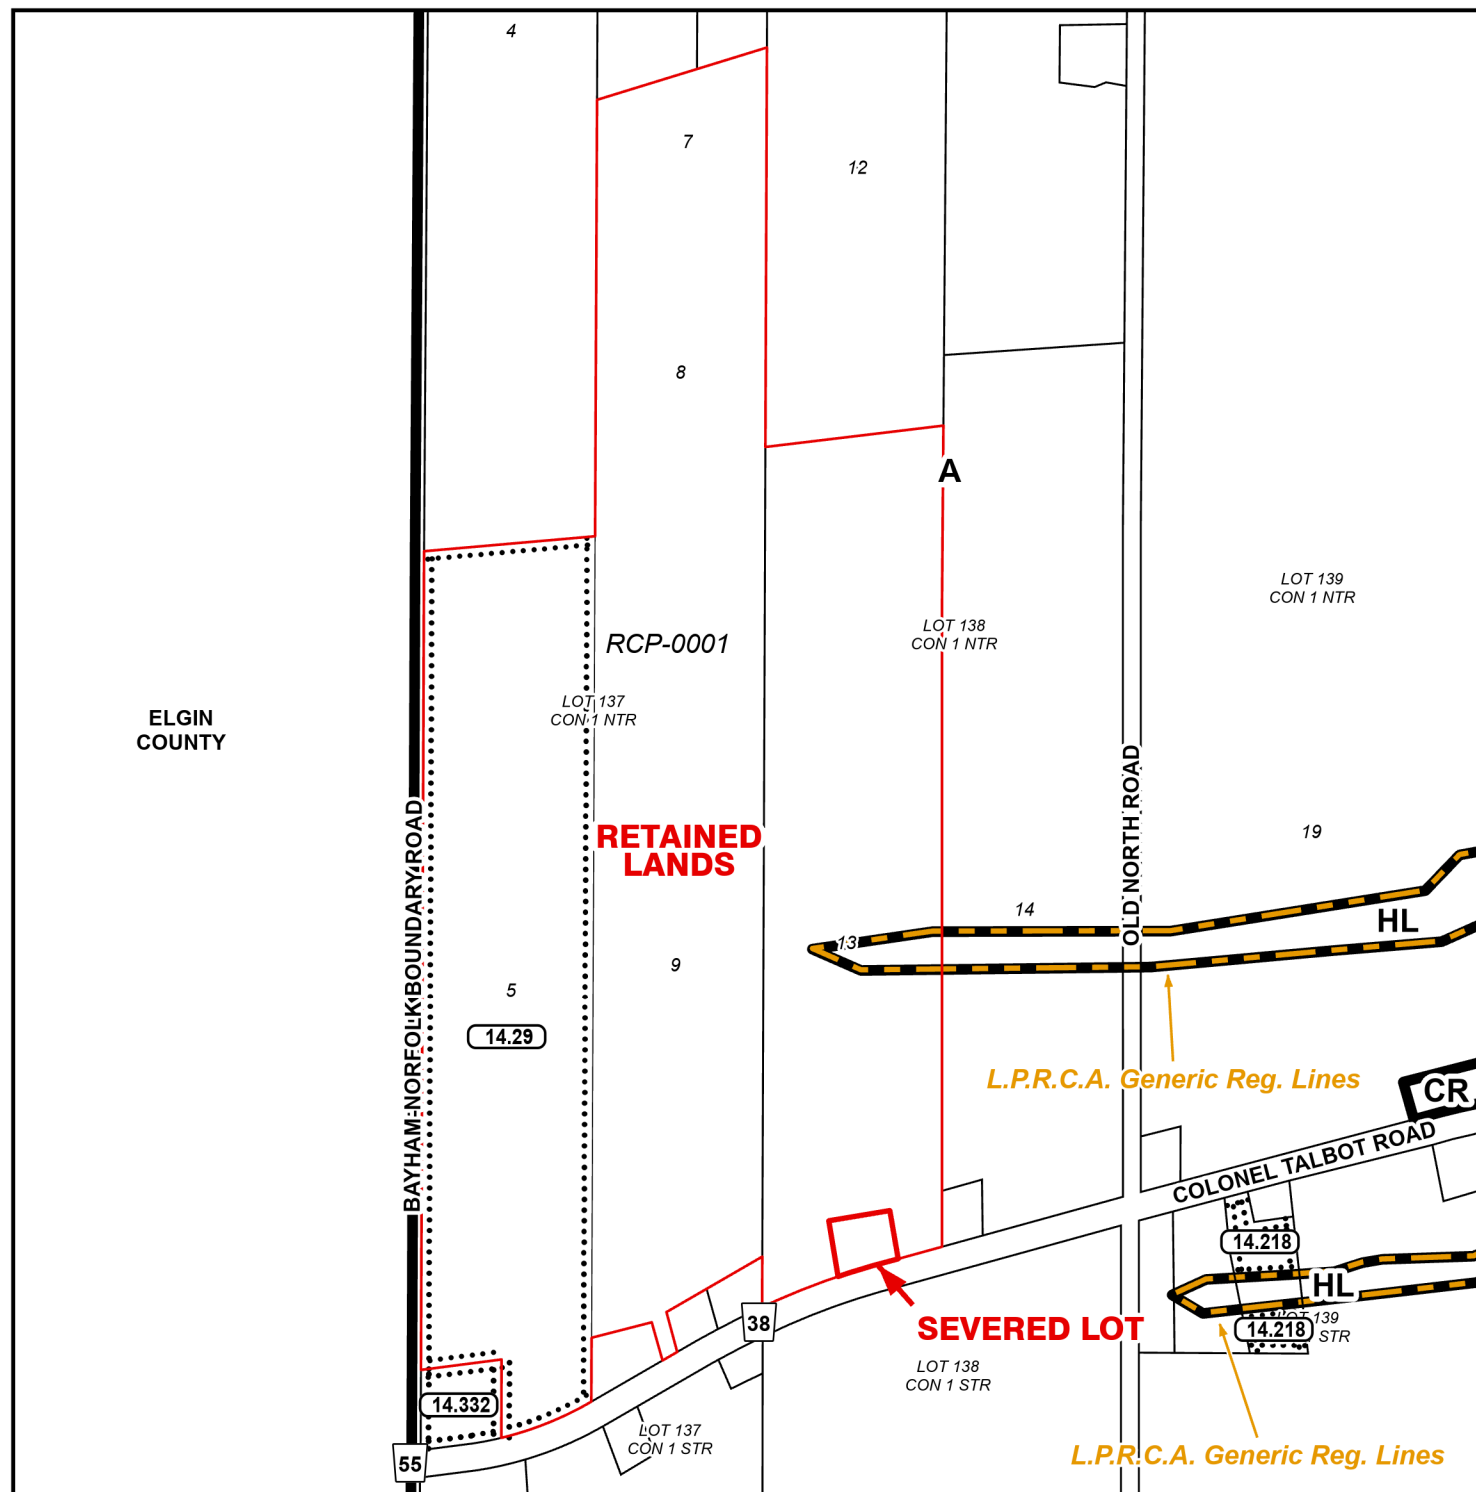 4
7
12
8
A
LOT 139
CON 1 NTR
LOT 138
CON 1 NTR
RCP-0001
LOT 137
CON 1 NTR
ELGIN
COUNTY
BAYHAM-NORFOLK BOUNDARY ROAD
OLD NORTH ROAD
RETAINED
LANDS
19
14
HL
13
9
5
14.29
L.P.R.C.A. Generic Reg. Lines
CR
COLONEL TALBOT ROAD
14.218
HL
38
SEVERED LOT
LOT 139
STR
14.218
LOT 138
CON 1 STR
14.332
LOT 137
CON 1 STR
55
L.P.R.C.A. Generic Reg. Lines